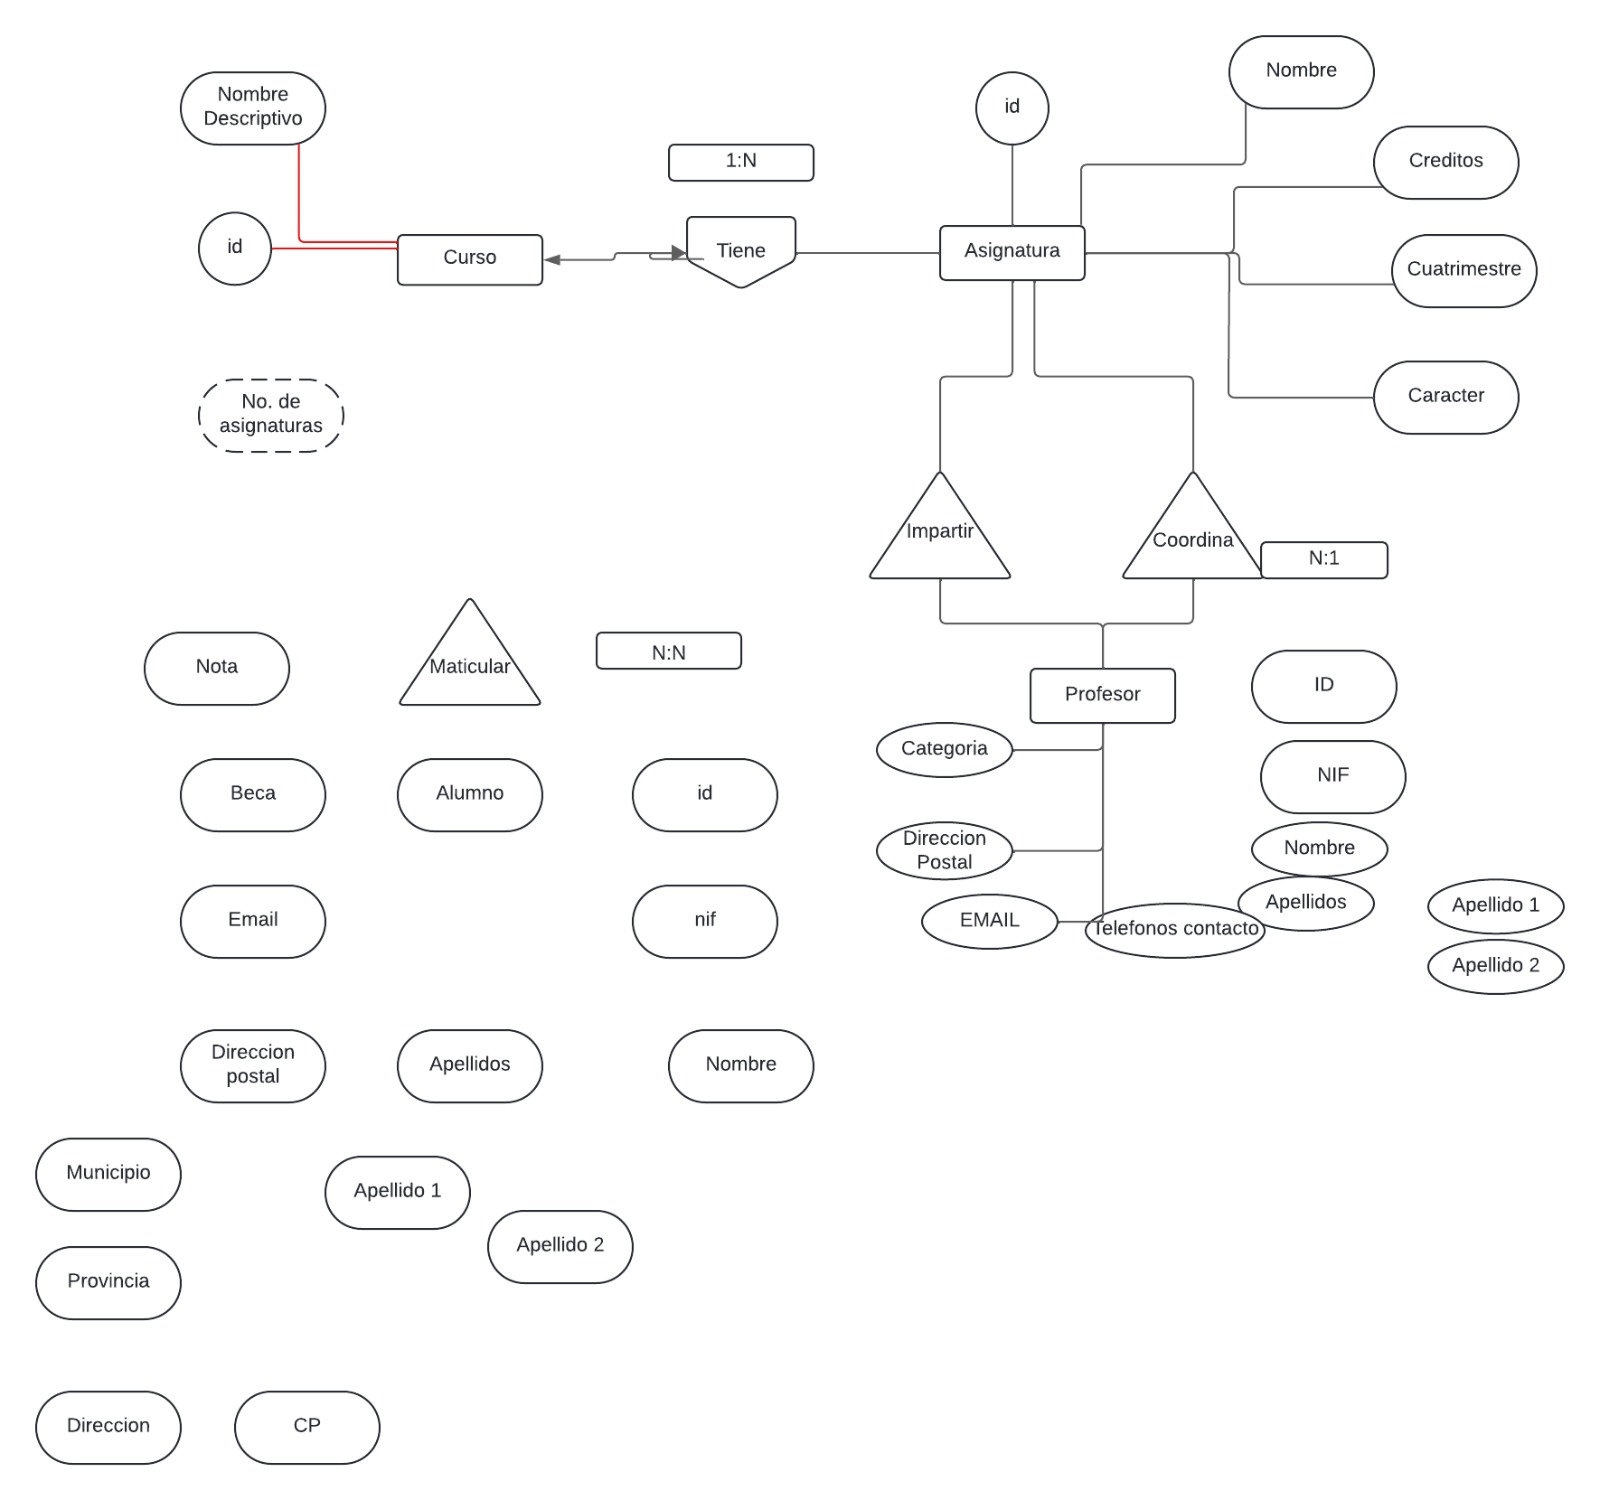 Nombre
Descriptivo
id
Nombre
1:N
Creditos
id
Curso
Tiene
Asignatura
Cuatrimestre
No. de
asignaturas
Caracter
Impartir
Coordina
N:1
Nota
Maticular
N:N
Profesor
ID
Categoria
NIF
Beca
Alumno
id
Direccion
Postal
Nombre
Apellidos
Apellido 1
Email
nif
EMAIL
Telefonos contacto
Apellido 2
Direccion
postal
Apellidos
Nombre
Municipio
Apellido 1
Apellido 2
Provincia
Direccion
CP